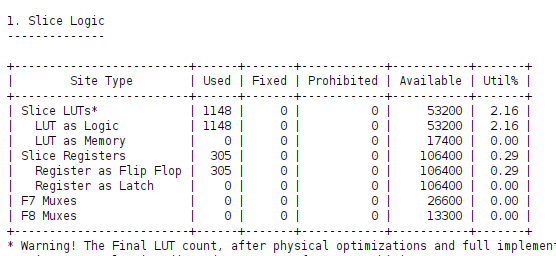 1. Slice Logic
--------------
+-------------------------+------+-------+------------+-----------+-------+
| Site Type | Used | Fixed | Prohibited | Available | Util% |
+-------------------------+------+-------+------------+-----------+-------+
| Slice LUTs* | 1148 | 0 | 0 | 53200 | 2.16 |
| LUT as Logic | 1148 | 0 | 0 | 53200 | 2.16 |
| LUT as Memory | 0 | 0 | 0 | 17400 | 0.00 |
| Slice Registers | 305 | 0 | 0 | 106400 | 0.29 |
| Register as Flip Flop | 305 | 0 | 0 | 106400 | 0.29 |
| Register as Latch | 0 | 0 | 0 | 106400 | 0.00 |
| F7 Muxes | 0 | 0 | 0 | 26600 | 0.00 |
| F8 Muxes | 0 | 0 | 0 | 13300 | 0.00 |
+-------------------------+------+-------+------------+-----------+-------+
* Warning! The Final LUT count, after physical optimizations and full implemen